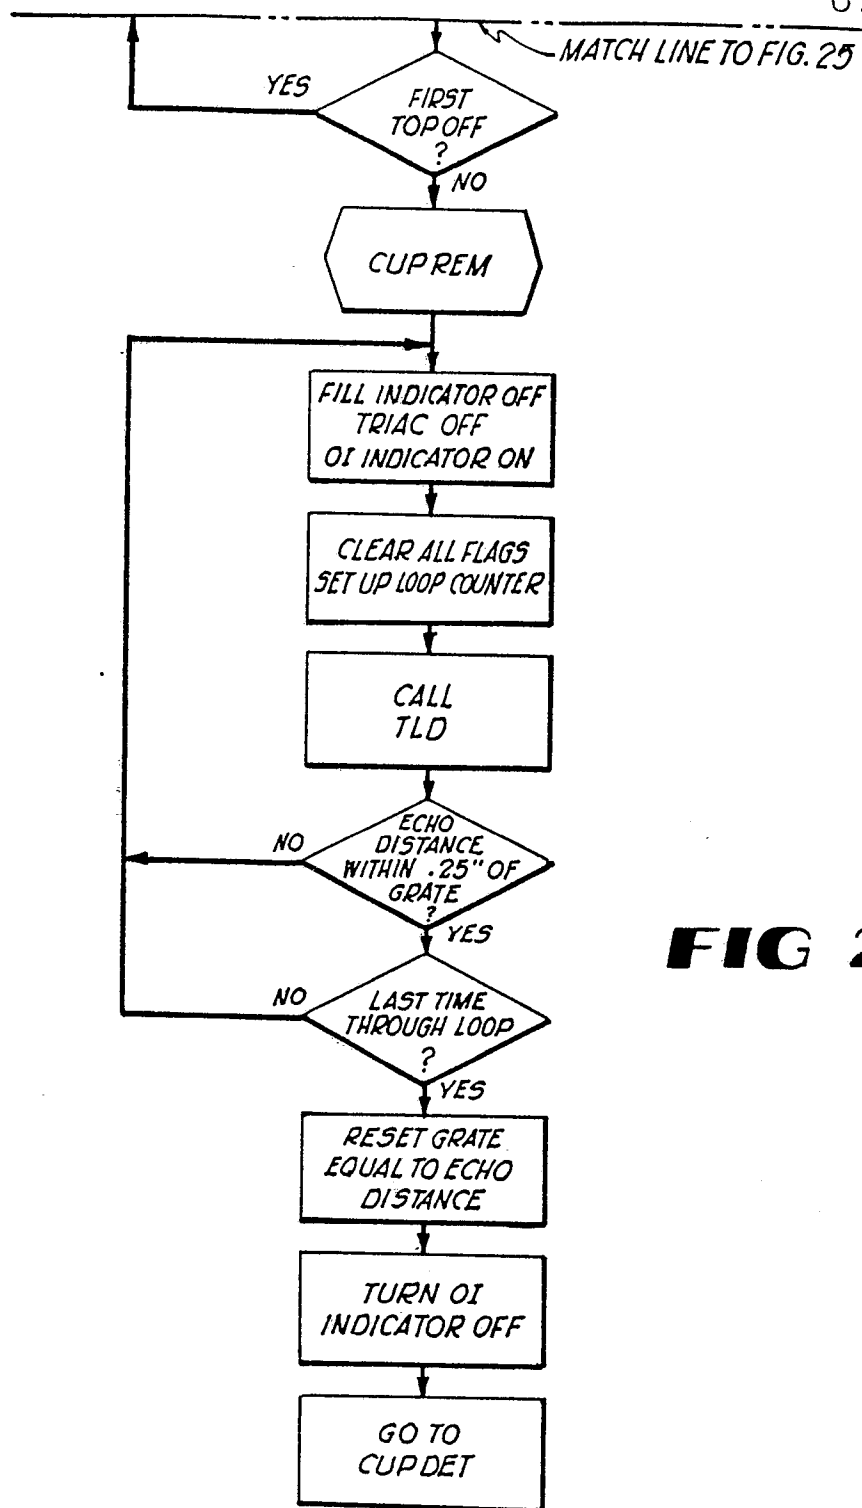 MATCH LINE TO FIG. 25
YES
FIRST
TOP OFF
?
NO
CUP REM
FILL INDICATOR OFF
TRIAC OFF
OI INDICATOR ON
CLEAR ALL FLAGS
SET UP LOOP COUNTER
CALL
TLD
NO
ECHO
DISTANCE
WITHIN .25" OF
GRATE
?
YES
NO
LAST TIME
THROUGH LOOP
?
YES
RESET GRATE
EQUAL TO ECHO
DISTANCE
TURN OI
INDICATOR OFF
GO TO
CUP DET
FIG 2